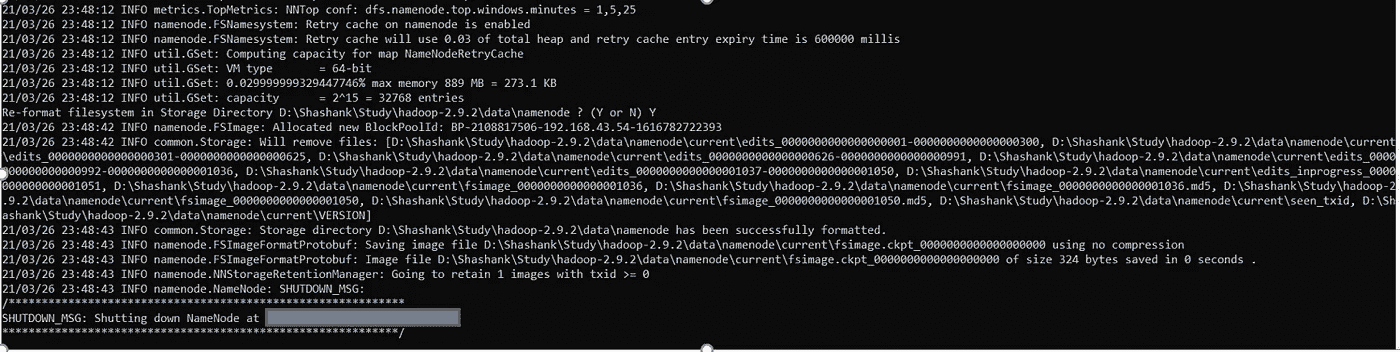 21/03/26 23:48:12 INFO metrics.TopMetrics: NNTop conf: dfs.namenode.top.windows.minutes = 1,5,25
21/03/26 23:48:12 INFO namenode.FSNamesystem: Retry cache on namenode is enabled
21/03/26 23:48:12 INFO namenode.FSNamesystem: Retry cache will use 0.03 of total heap and retry cache entry expiry time is 600000 millis
21/03/26 23:48:12 INFO util.GSet: Computing capacity for map NameNodeRetryCache
21/03/26 23:48:12 INFO util.GSet: VM type       = 64-bit
21/03/26 23:48:12 INFO util.GSet: 0.029999999329447746% max memory 889 MB = 273.1 KB
21/03/26 23:48:12 INFO util.GSet: capacity      = 2^15 = 32768 entries
Re-format filesystem in Storage Directory D:\Shashank\Study\hadoop-2.9.2\data\namenode ? (Y or N) Y
21/03/26 23:48:42 INFO namenode.FSImage: Allocated new BlockPoolId: BP-2108817506-192.168.43.54-1616782722393
21/03/26 23:48:42 INFO common.Storage: Will remove files: [D:\Shashank\Study\hadoop-2.9.2\data\namenode\current\edits_0000000000000000001-0000000000000000300, D:\Shashank\Study\hadoop-2.9.2\data\namenode\current
\edits_0000000000000000301-0000000000000000625, D:\Shashank\Study\hadoop-2.9.2\data\namenode\current\edits_0000000000000000626-0000000000000000991, D:\Shashank\Study\hadoop-2.9.2\data\namenode\current\edits_0000
000000000000992-0000000000000001036, D:\Shashank\Study\hadoop-2.9.2\data\namenode\current\edits_0000000000000001037-0000000000000001050, D:\Shashank\Study\hadoop-2.9.2\data\namenode\current\edits_inprogress_0000
000000000001051, D:\Shashank\Study\hadoop-2.9.2\data\namenode\current\fsimage_0000000000000001036, D:\Shashank\Study\hadoop-2.9.2\data\namenode\current\fsimage_0000000000000001036.md5, D:\Shashank\Study\hadoop-2
.9.2\data\namenode\current\fsimage_0000000000000001050, D:\Shashank\Study\hadoop-2.9.2\data\namenode\current\fsimage_0000000000000001050.md5, D:\Shashank\Study\hadoop-2.9.2\data\namenode\current\seen_txid, D:\Sh
ashank\Study\hadoop-2.9.2\data\namenode\current\VERSION]
21/03/26 23:48:43 INFO common.Storage: Storage directory D:\Shashank\Study\hadoop-2.9.2\data\namenode has been successfully formatted.
21/03/26 23:48:43 INFO namenode.FSImageFormatProtobuf: Saving image file D:\Shashank\Study\hadoop-2.9.2\data\namenode\current\fsimage.ckpt_0000000000000000000 using no compression
21/03/26 23:48:43 INFO namenode.FSImageFormatProtobuf: Image file D:\Shashank\Study\hadoop-2.9.2\data\namenode\current\fsimage.ckpt_0000000000000000000 of size 324 bytes saved in 0 seconds .
21/03/26 23:48:43 INFO namenode.NNStorageRetentionManager: Going to retain 1 images with txid >= 0
21/03/26 23:48:43 INFO namenode.NameNode: SHUTDOWN_MSG:
/************************************************************
SHUTDOWN_MSG: Shutting down NameNode at
************************************************************/